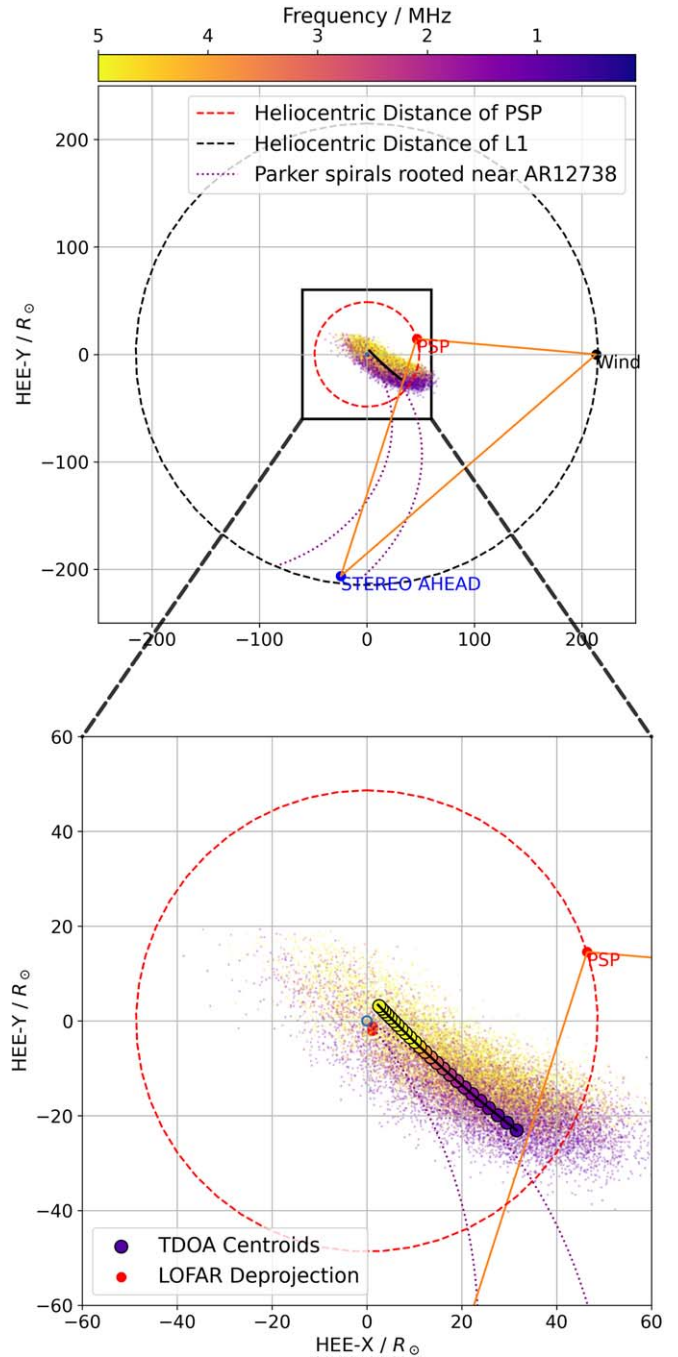 Frequency / MHz
5 4 3 2 1
Heliocentric Distance of PSP
Heliocentric Distance of L1
Parker spirals rooted near AR12738
200
100
0
−100
−200
HEE-Y / R⊙
PSP
Wind
STEREO AHEAD
−200 −100 0 100 200
60
40
20
0
−20
−40
−60
HEE-Y / R⊙
PSP
TDOA Centroids
LOFAR Deprojection
−60 −40 −20 0 20 40 60
HEE-X / R⊙